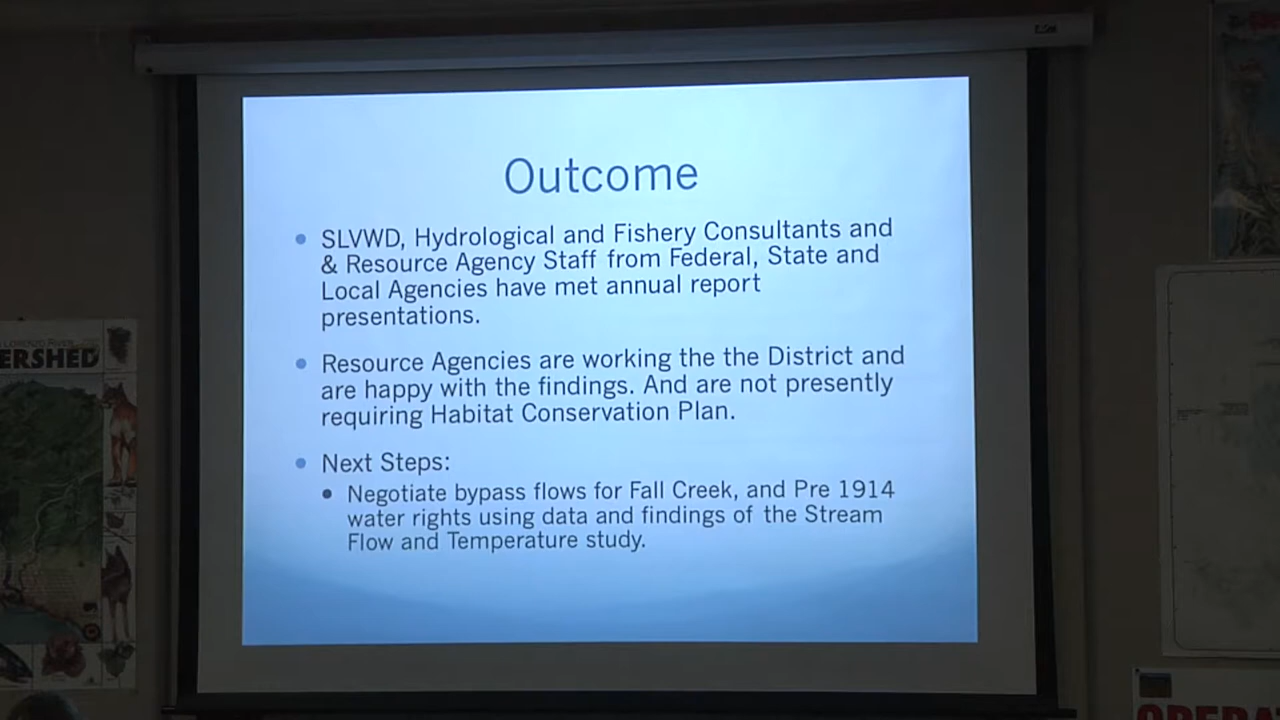 Outcome
SLVWD, Hydrological and Fishery Consultants and
& Resource Agency Staff from Federal, State and
Local Agencies have met annual report
presentations.
Resource Agencies are working the the District and
are happy with the findings. And are not presently
requiring Habitat Conservation Plan.
Next Steps:
Negotiate bypass flows for Fall Creek, and Pre 1914
water rights using data and findings of the Stream
Flow and Temperature study.
ERSHED
OPERA